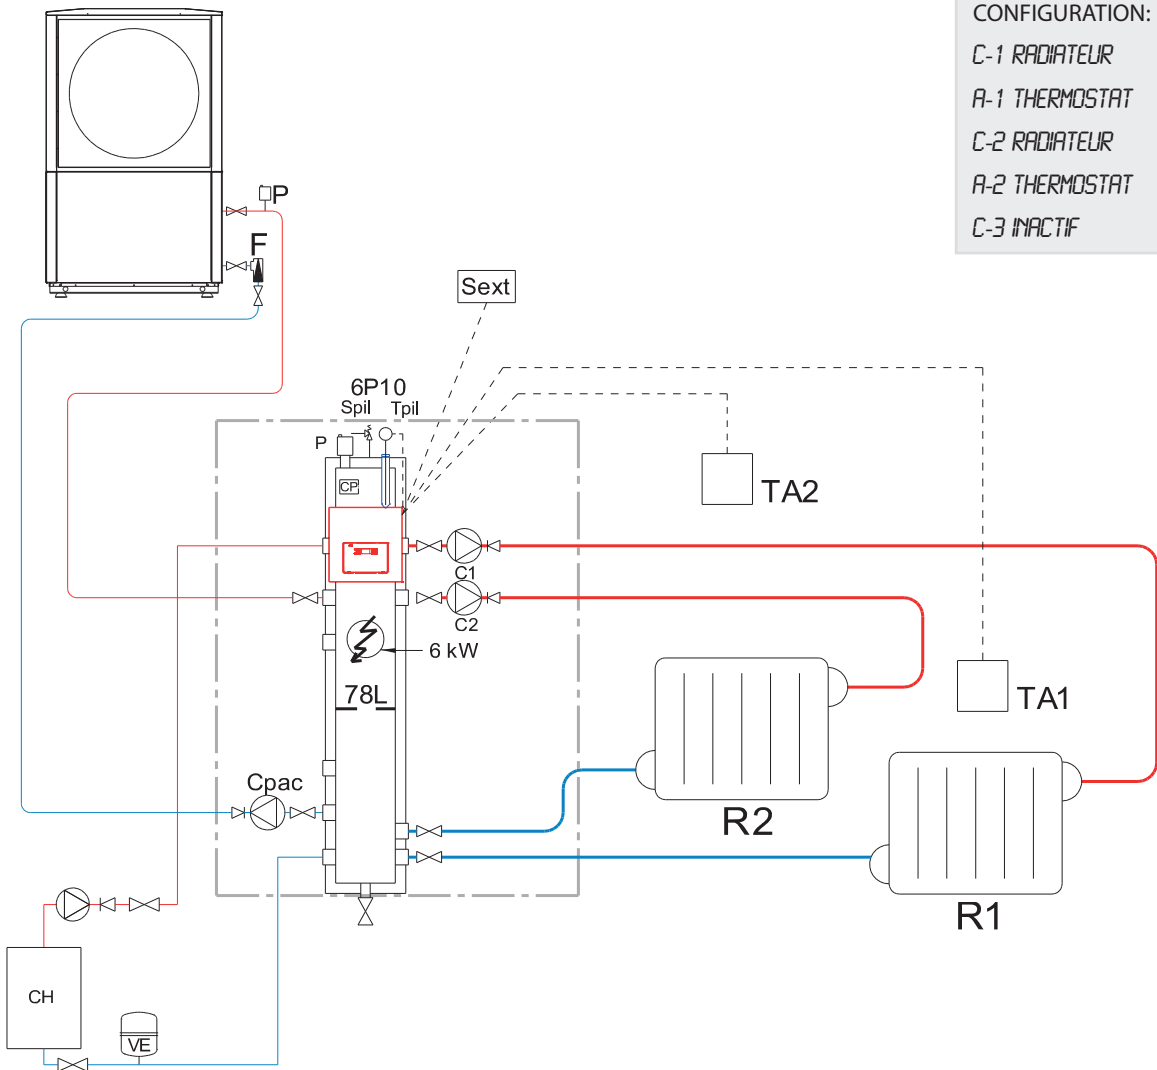 CONFIGURATION:
C-1 RADIATEUR
A-1 THERMOSTAT
C-2 RADIATEUR
A-2 THERMOSTAT
C-3 INACTIF
P
F
Sext
6P10
Spil Tpil
P
CP
TA2
C1
C2
6 kW
78L
TA1
Cpac
R2
R1
CH
VE